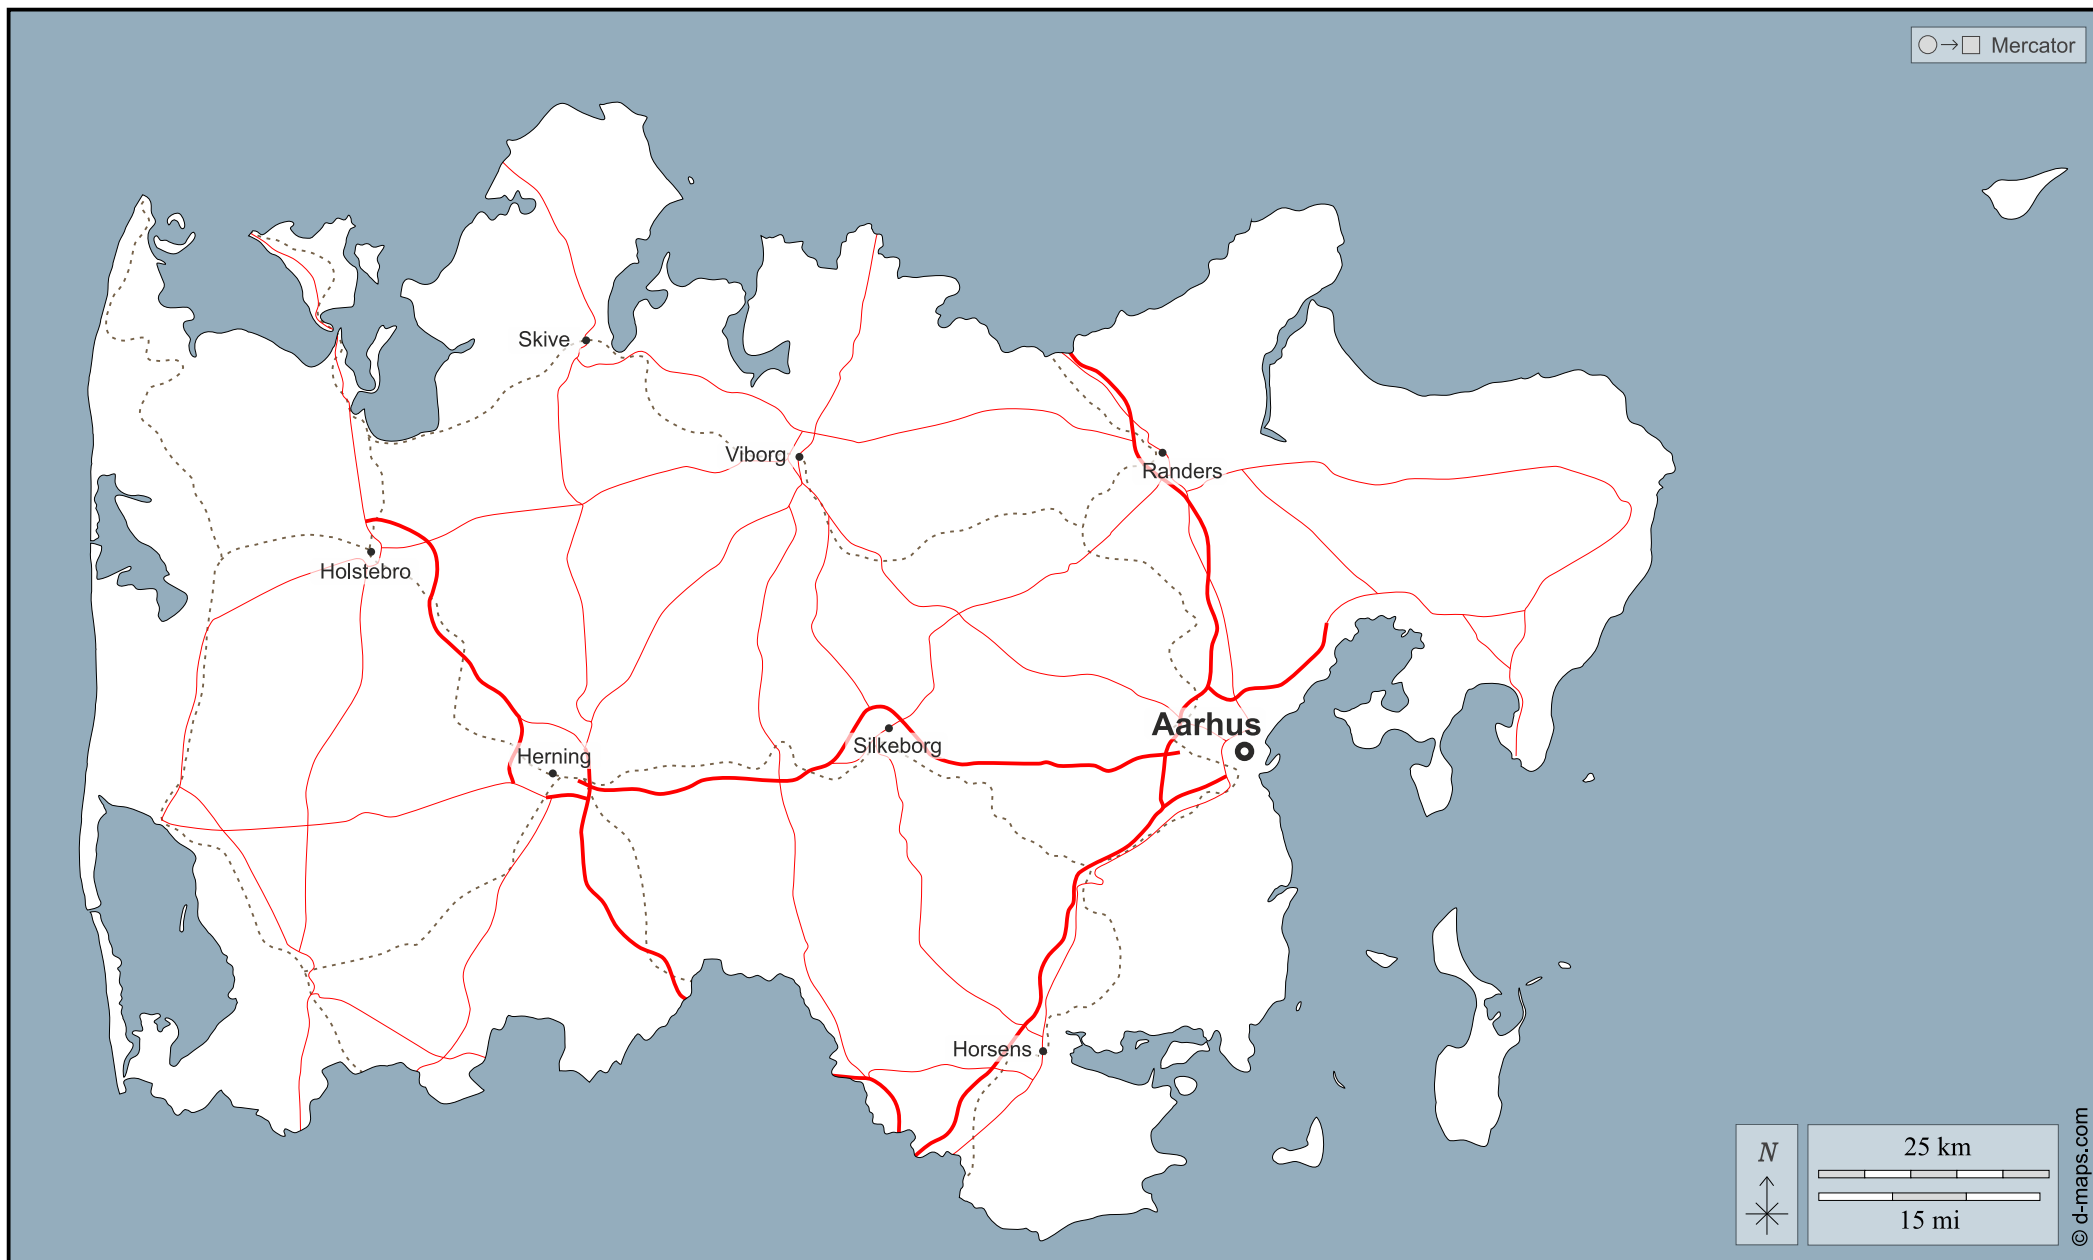 Mercator
Skive
Viborg
Randers
Holstebro
Aarhus
Silkeborg
Herning
Horsens
N
25 km
15 mi
© d-maps.com